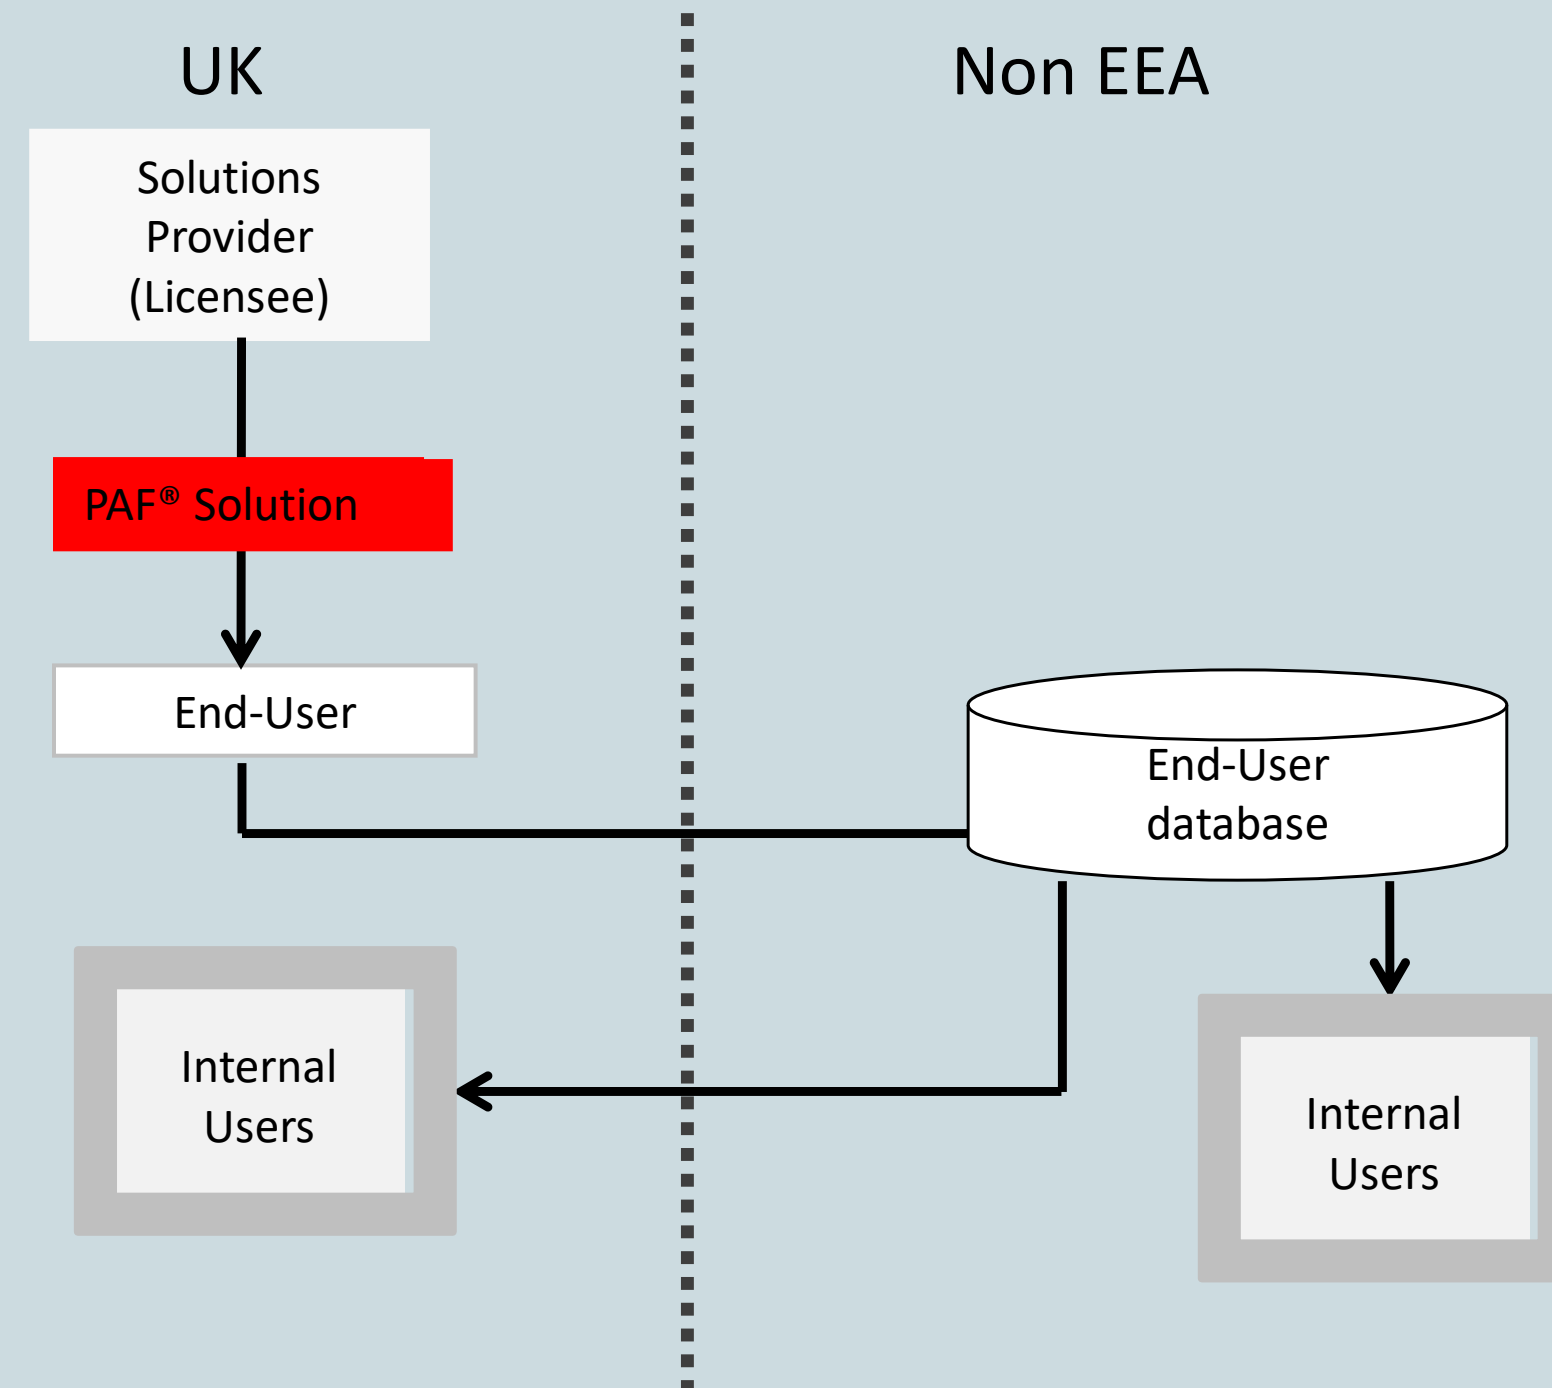 UK
Non EEA
Solutions
Provider
(Licensee)
PAF® Solution
End-User
End-User
database
Internal
Users
Internal
Users